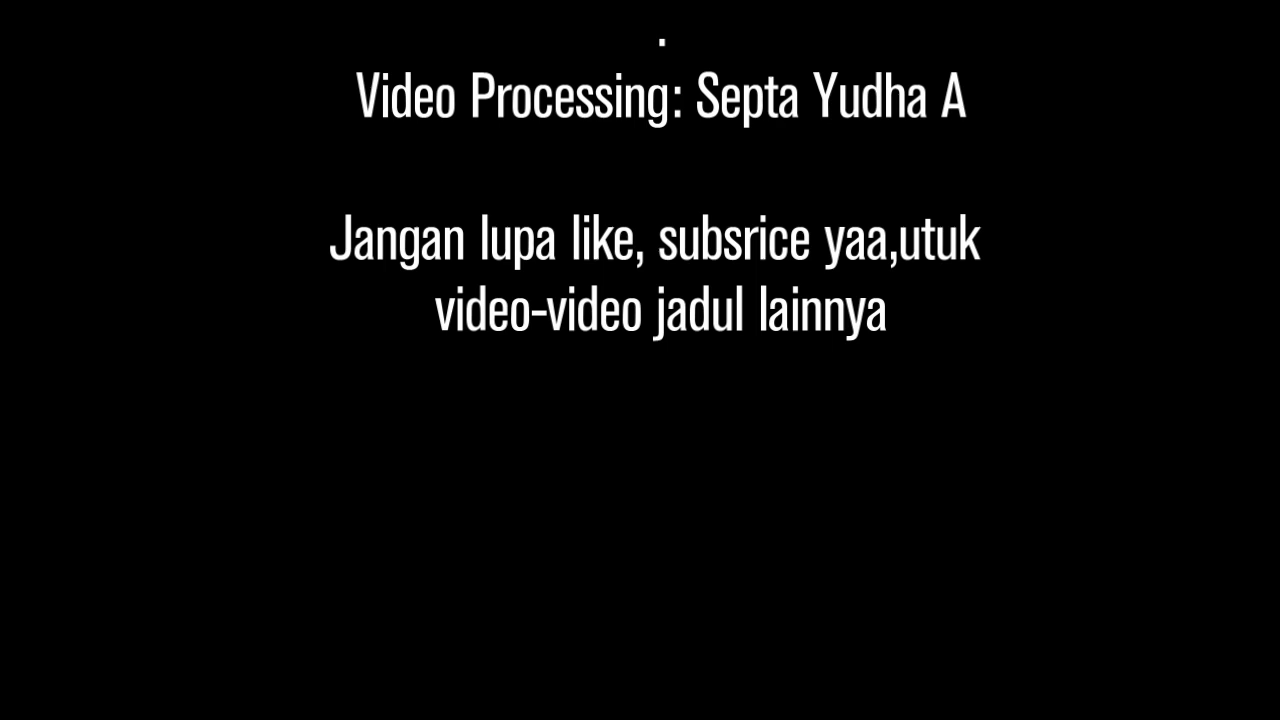 .
Video Processing: Septa Yudha A
Jangan lupa like, subsrice yaa,utuk
video-video jadul lainnya